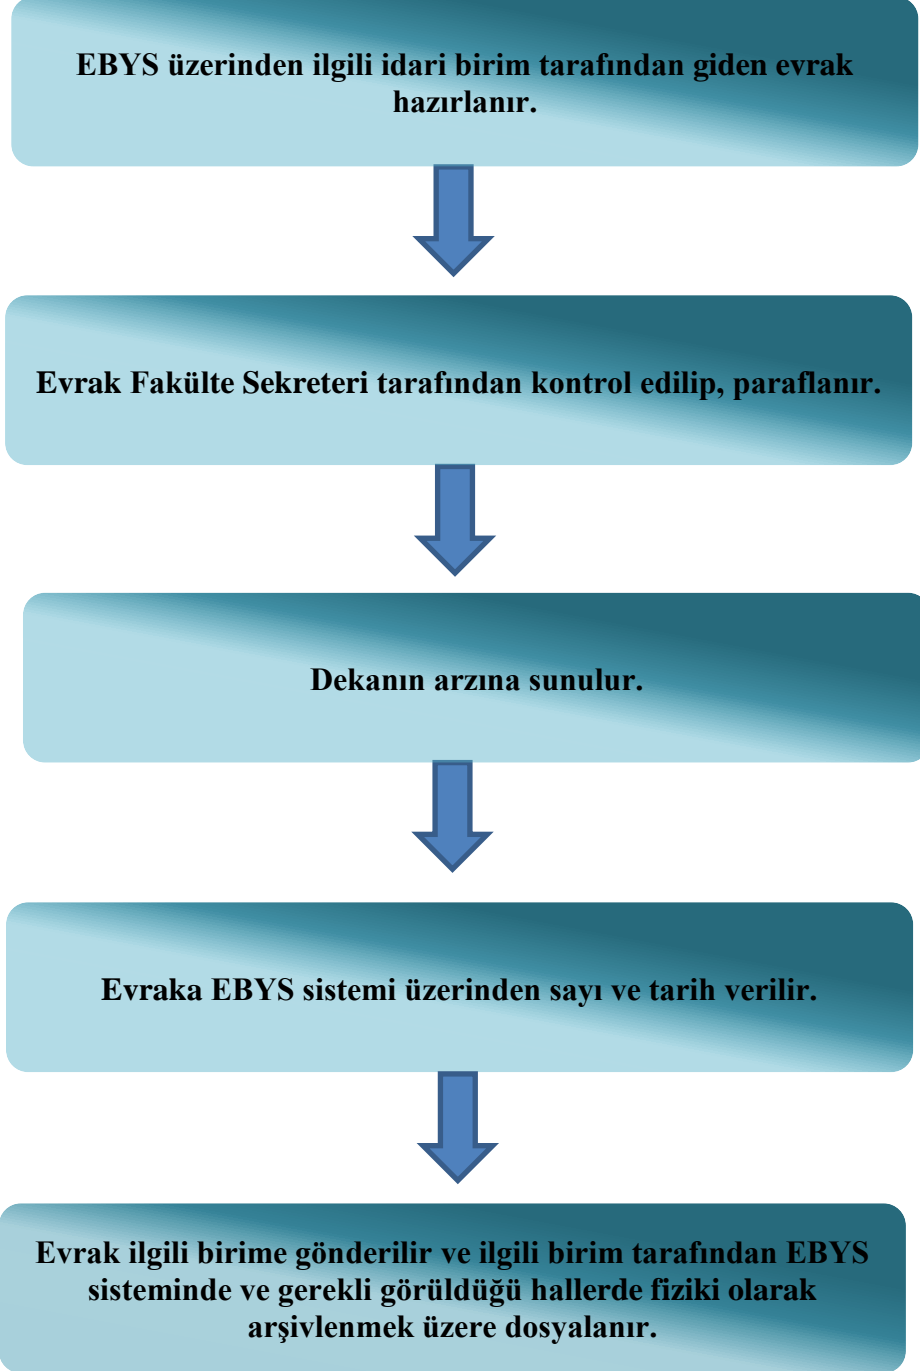 EBYS üzerinden ilgili idari birim tarafından giden evrak
hazırlanır.
Evrak Fakülte Sekreteri tarafından kontrol edilip, paraflanır.
Dekanın arzına sunulur.
Evraka EBYS sistemi üzerinden sayı ve tarih verilir.
Evrak ilgili birime gönderilir ve ilgili birim tarafından EBYS
sisteminde ve gerekli görüldüğü hallerde fiziki olarak
arşivlenmek üzere dosyalanır.